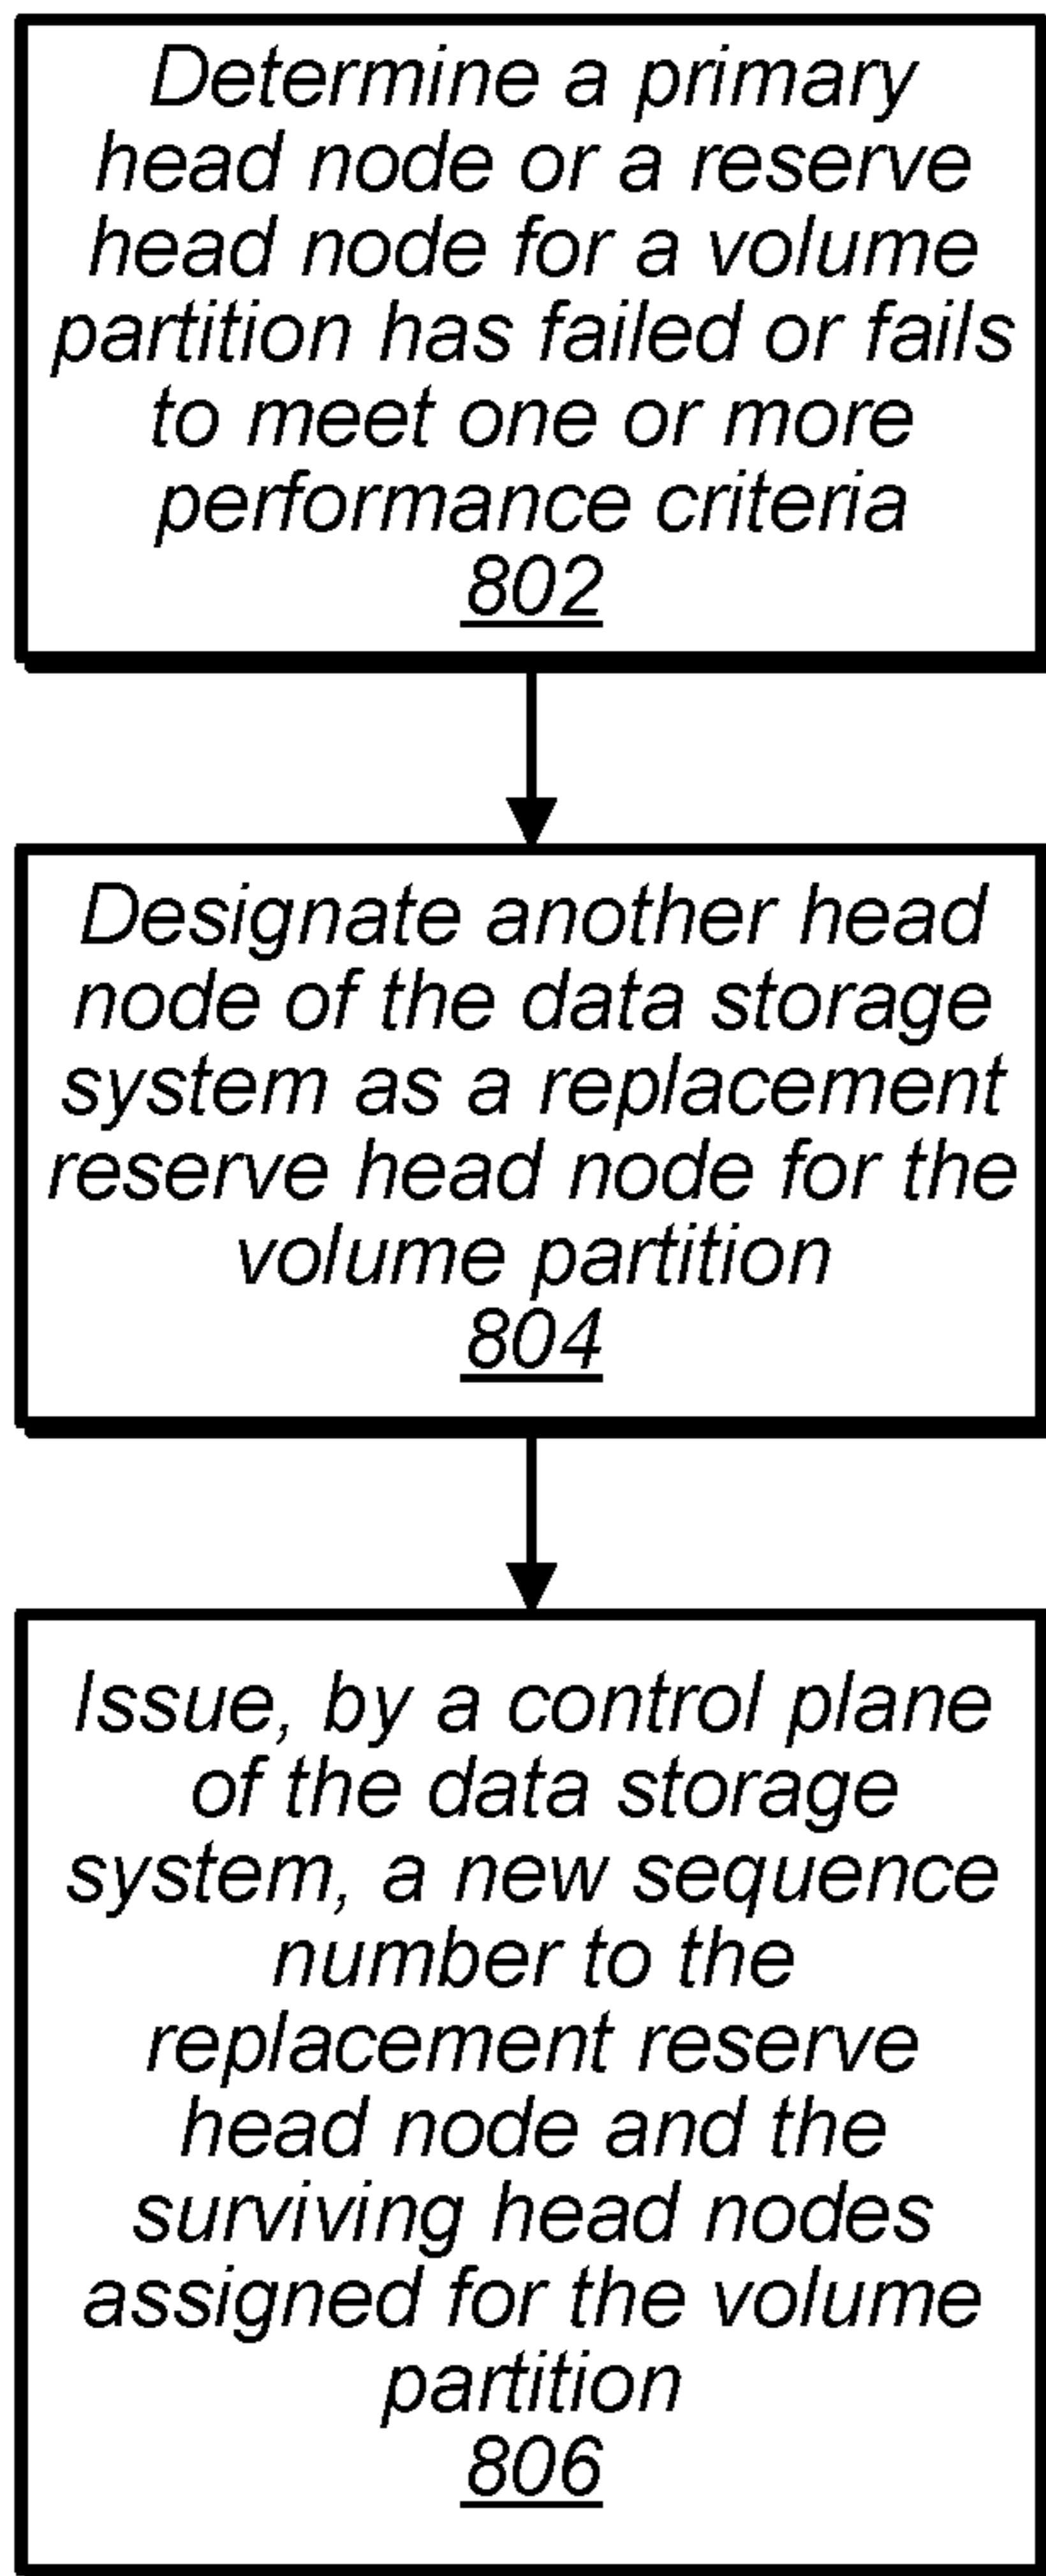 Determine a primary
head node or a reserve
head node for a volume
partition has failed or fails
to meet one or more
performance criteria
802
Designate another head
node of the data storage
system as a replacement
reserve head node for the
volume partition
804
Issue, by a control plane
of the data storage
system, a new sequence
number to the
replacement reserve
head node and the
surviving head nodes
assigned for the volume
partition
806